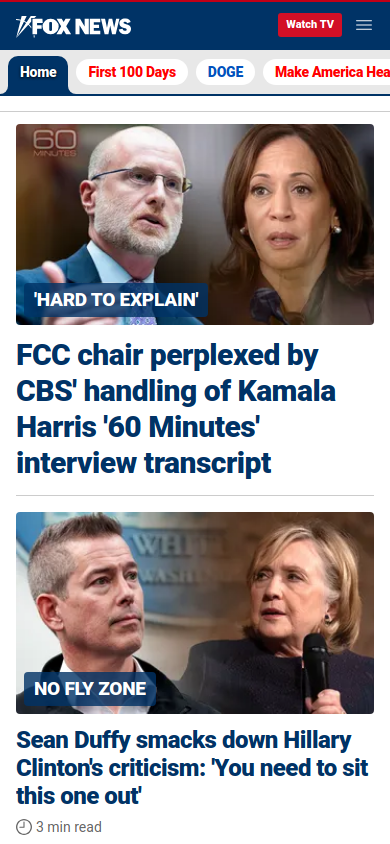 FOX NEWS
Watch TV
Home
First 100 Days
DOGE
Make America Hea
60
MINUTES
'HARD TO EXPLAIN'
FCC chair perplexed by
CBS' handling of Kamala
Harris '60 Minutes'
interview transcript
WHIT
WASHING
NO FLY ZONE
Sean Duffy smacks down Hillary
Clinton's criticism: 'You need to sit
this one out'
3 min read